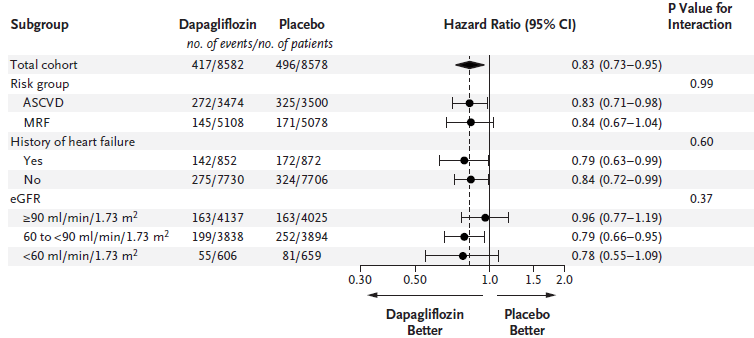 P Value for
Subgroup Dapagliflozin Placebo Hazard Ratio (95% CI) Interaction
no. of events/no. of patients
Total cohort 417/8582 496/8578 0.83 (0.73–0.95)
Risk group 0.99
ASCVD 272/3474 325/3500 0.83 (0.71–0.98)
MRF 145/5108 171/5078 0.84 (0.67–1.04)
History of heart failure 0.60
Yes 142/852 172/872 0.79 (0.63–0.99)
No 275/7730 324/7706 0.84 (0.72–0.99)
eGFR 0.37
≥90 ml/min/1.73 m² 163/4137 163/4025 0.96 (0.77–1.19)
60 to <90 ml/min/1.73 m² 199/3838 252/3894 0.79 (0.66–0.95)
<60 ml/min/1.73 m² 55/606 81/659 0.78 (0.55–1.09)
0.30 0.50 1.0 1.5 2.0
Dapagliflozin Placebo
Better Better